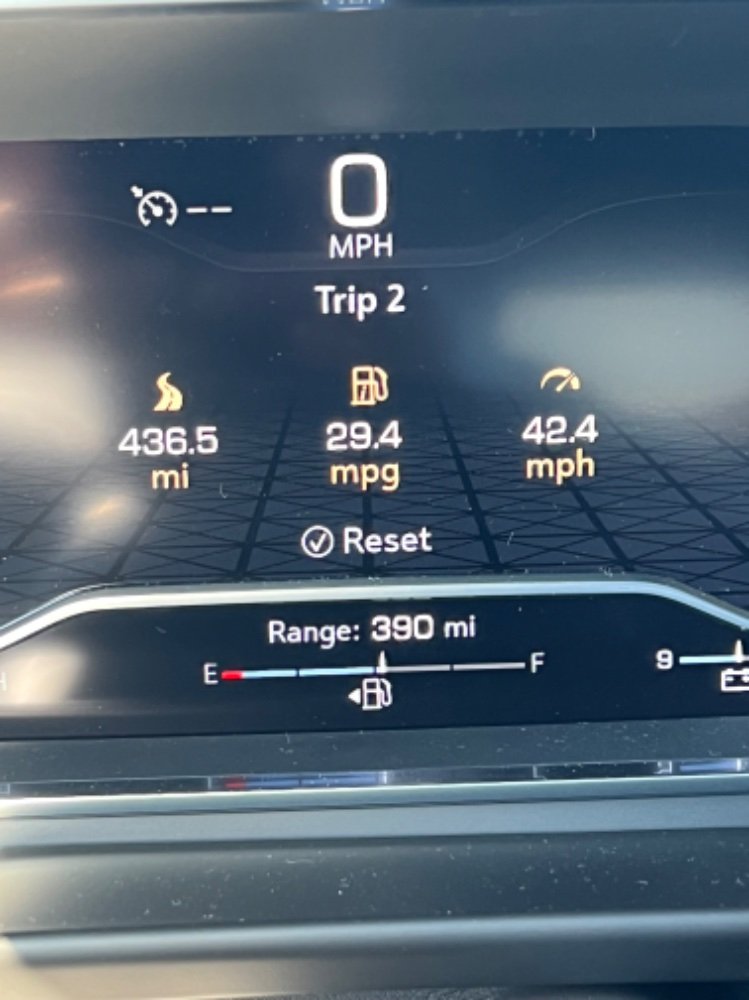 --
0
MPH
Trip 2
436.5 29.4 42.4
mi mpg mph
Reset
Range: 390 mi
E F 9